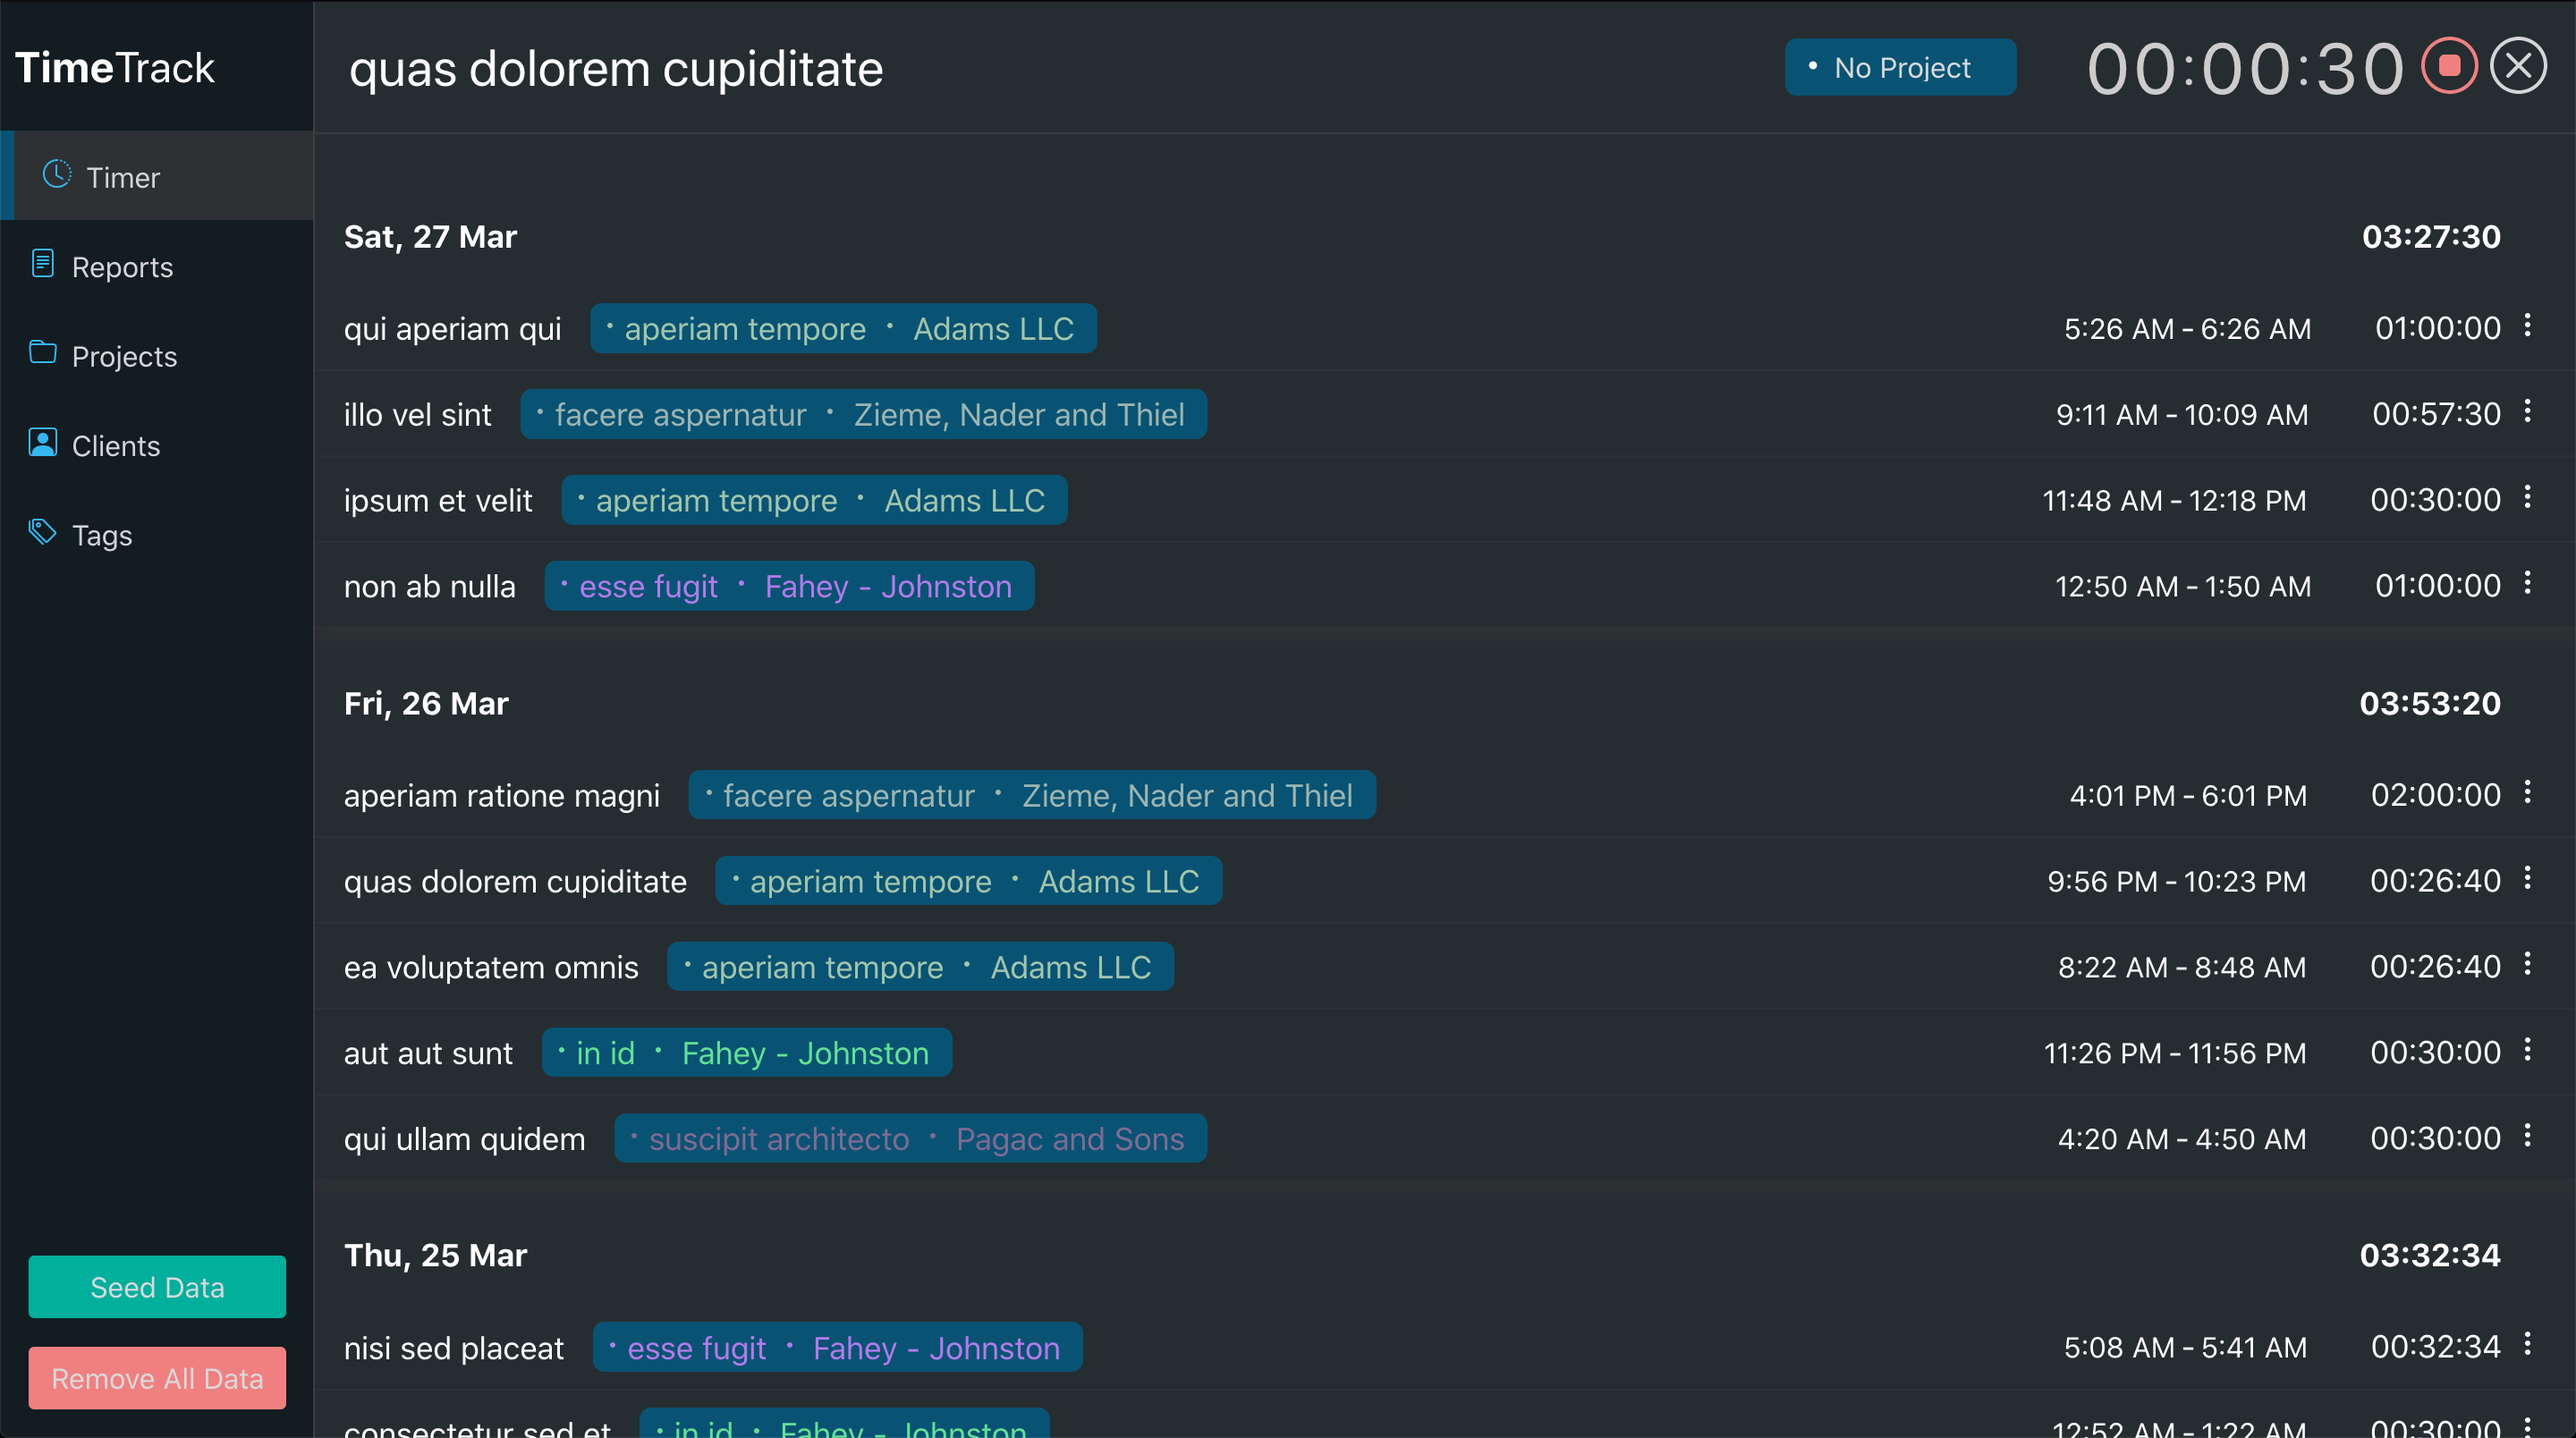 TimeTrack
Timer
Reports
Projects
Clients
Tags
Seed Data
Remove All Data
quas dolorem cupiditate • No Project 00:00:30
Sat, 27 Mar 03:27:30
qui aperiam qui • aperiam tempore • Adams LLC 5:26 AM - 6:26 AM 01:00:00
illo vel sint • facere aspernatur • Zieme, Nader and Thiel 9:11 AM - 10:09 AM 00:57:30
ipsum et velit • aperiam tempore • Adams LLC 11:48 AM - 12:18 PM 00:30:00
non ab nulla • esse fugit • Fahey - Johnston 12:50 AM - 1:50 AM 01:00:00
Fri, 26 Mar 03:53:20
aperiam ratione magni • facere aspernatur • Zieme, Nader and Thiel 4:01 PM - 6:01 PM 02:00:00
quas dolorem cupiditate • aperiam tempore • Adams LLC 9:56 PM - 10:23 PM 00:26:40
ea voluptatem omnis • aperiam tempore • Adams LLC 8:22 AM - 8:48 AM 00:26:40
aut aut sunt • in id • Fahey - Johnston 11:26 PM - 11:56 PM 00:30:00
qui ullam quidem • suscipit architecto • Pagac and Sons 4:20 AM - 4:50 AM 00:30:00
Thu, 25 Mar 03:32:34
nisi sed placeat • esse fugit • Fahey - Johnston 5:08 AM - 5:41 AM 00:32:34
consectetur sed et • in id • Fahey - Johnston 12:52 AM - 1:22 AM 00:30:00